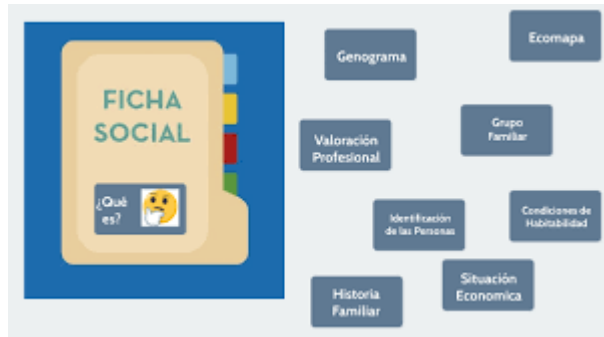 FICHA
SOCIAL
¿Qué
es?
Genograma
Ecomapa
Valoración
Profesional
Grupo
Familiar
Identificación
de las Personas
Condiciones de
Habitabilidad
Historia
Familiar
Situación
Economica